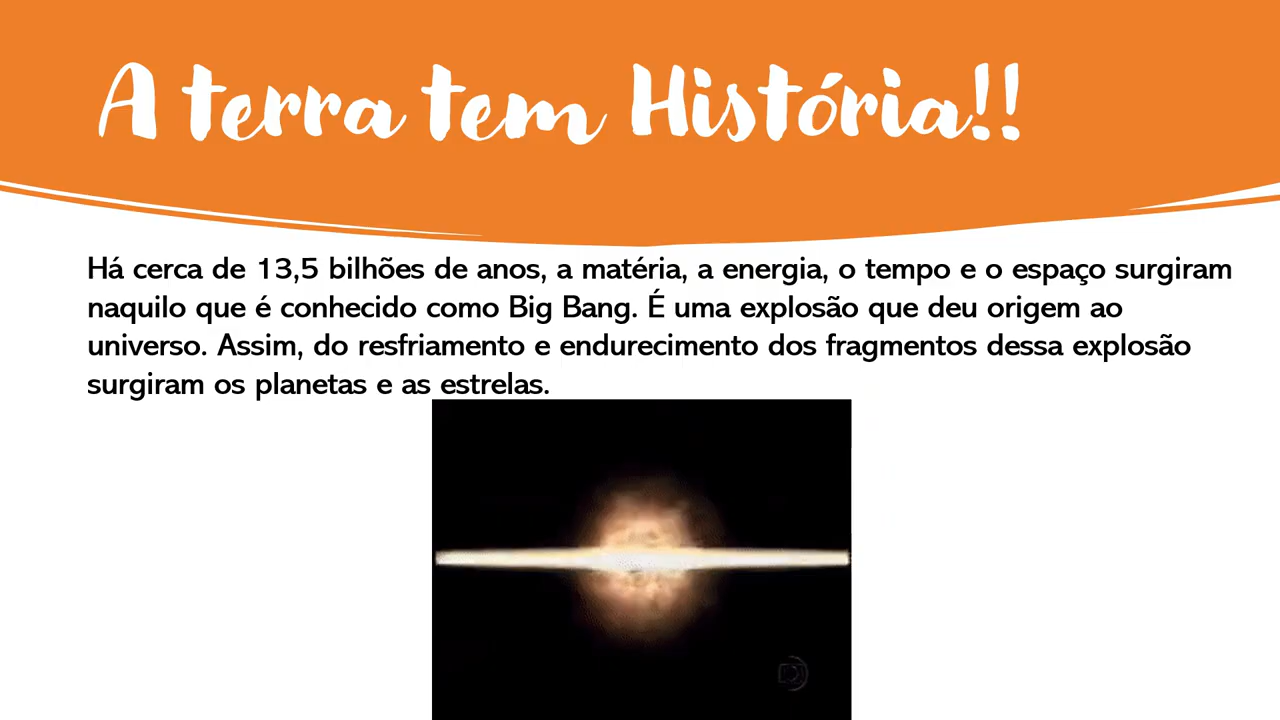 A terra tem História!!
Há cerca de 13,5 bilhões de anos, a matéria, a energia, o tempo e o espaço surgiram
naquilo que é conhecido como Big Bang. É uma explosão que deu origem ao
universo. Assim, do resfriamento e endurecimento dos fragmentos dessa explosão
surgiram os planetas e as estrelas.